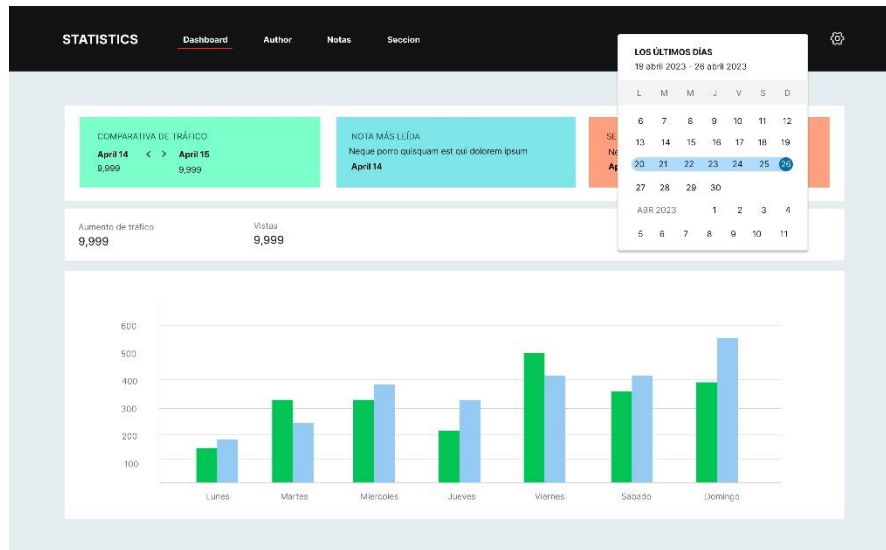 STATISTICS Dashboard Author Notas Seccion
LOS ÚLTIMOS DÍAS
19 abril 2023 - 26 abril 2023
L M M J V S D
6 7 8 9 10 11 12
13 14 15 16 17 18 19
20 21 22 23 24 25 26
27 28 29 30
ABR 2023 1 2 3 4
5 6 7 8 9 10 11
COMPARATIVA DE TRÁFICO
April 14 < > April 15
9,999 9,999
NOTA MÁS LEÍDA
Neque porro quisquam est qui dolorem ipsum
April 14
SE
Ne
Ap
Aumento de tráfico Vistas
9,999 9,999
600
500
400
300
200
100
Lunes Martes Miercoles Jueves Viernes Sabado Domingo